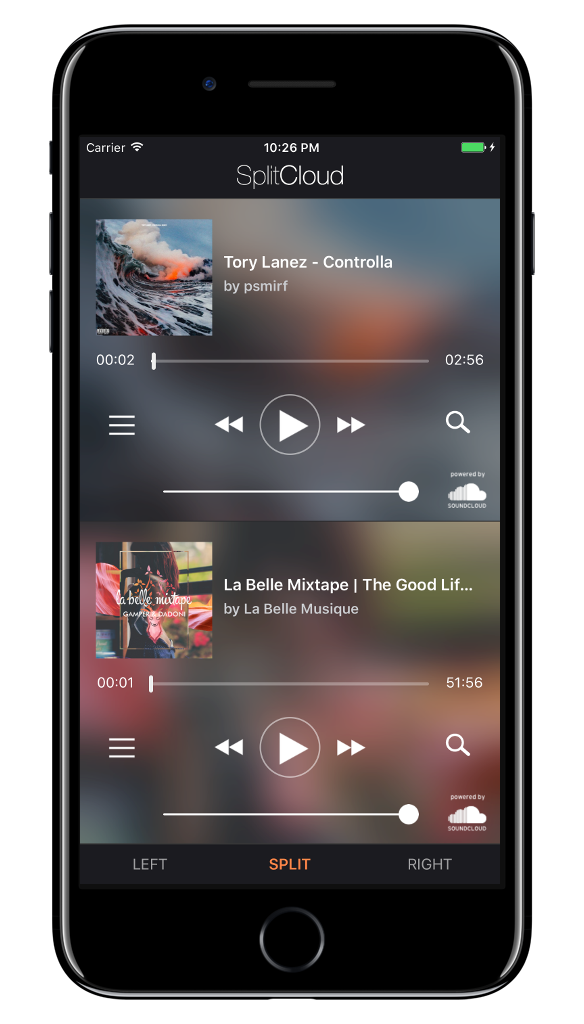 Carrier 10:26 PM
SplitCloud
Tory Lanez - Controlla
by psmirf
00:02 02:56
powered by
SOUNDCLOUD
la belle mixtape
GAMPER & DADONI
La Belle Mixtape | The Good Lif...
by La Belle Musique
00:01 51:56
powered by
SOUNDCLOUD
LEFT SPLIT RIGHT